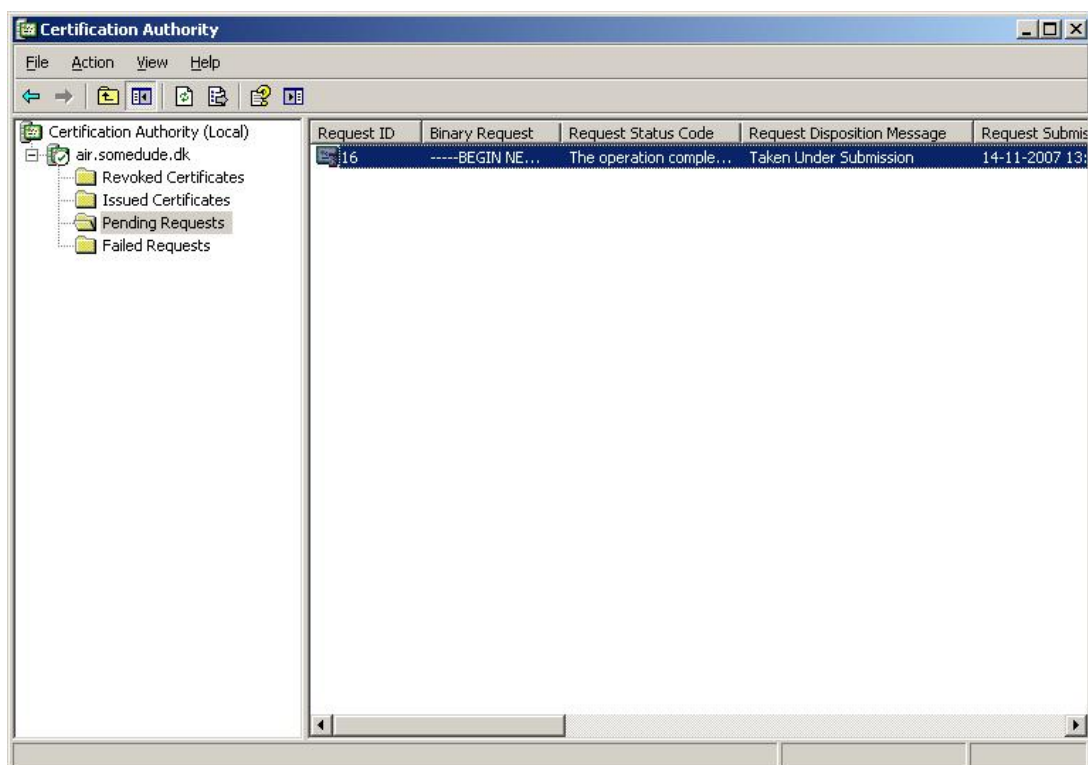 Certification Authority
File Action View Help
Certification Authority (Local)
air.somedude.dk
Revoked Certificates
Issued Certificates
Pending Requests
Failed Requests
Request ID Binary Request Request Status Code Request Disposition Message Request Submis
16 -----BEGIN NE... The operation comple... Taken Under Submission 14-11-2007 13: